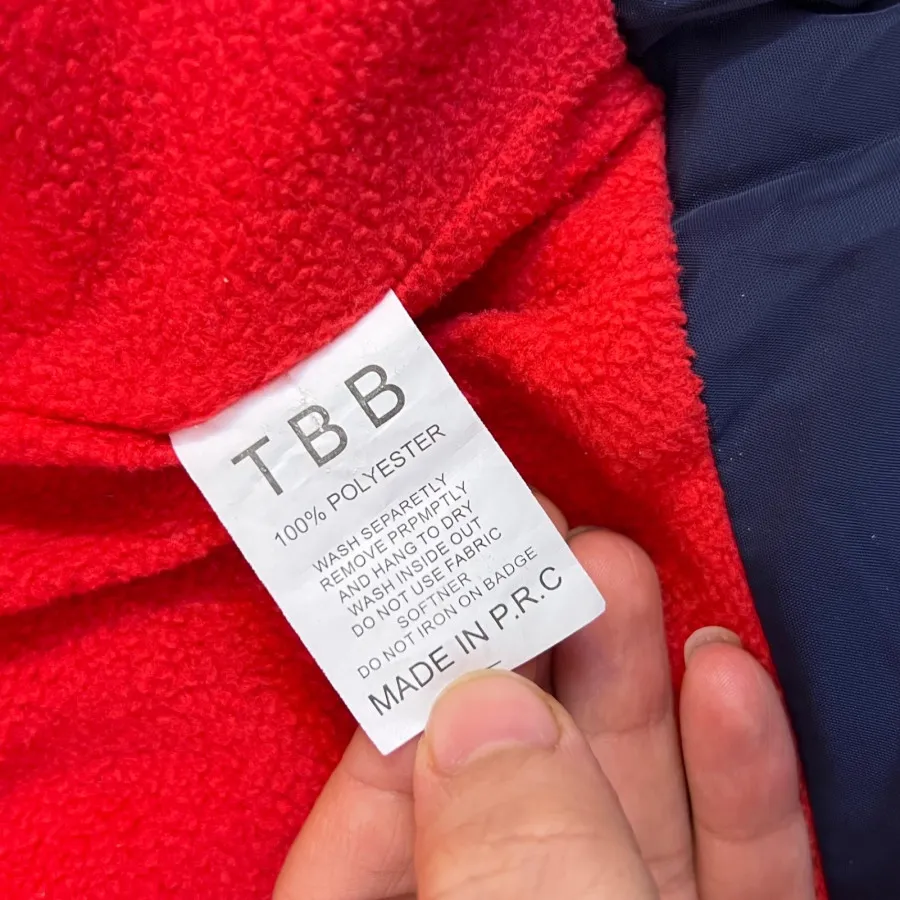 TBB
100% POLYESTER
WASH SEPARETLY
REMOVE PRPMPTLY
AND HANG TO DRY
WASH INSIDE OUT
DO NOT USE FABRIC
SOFTNER
DO NOT IRON ON BADGE
MADE IN P.R.C